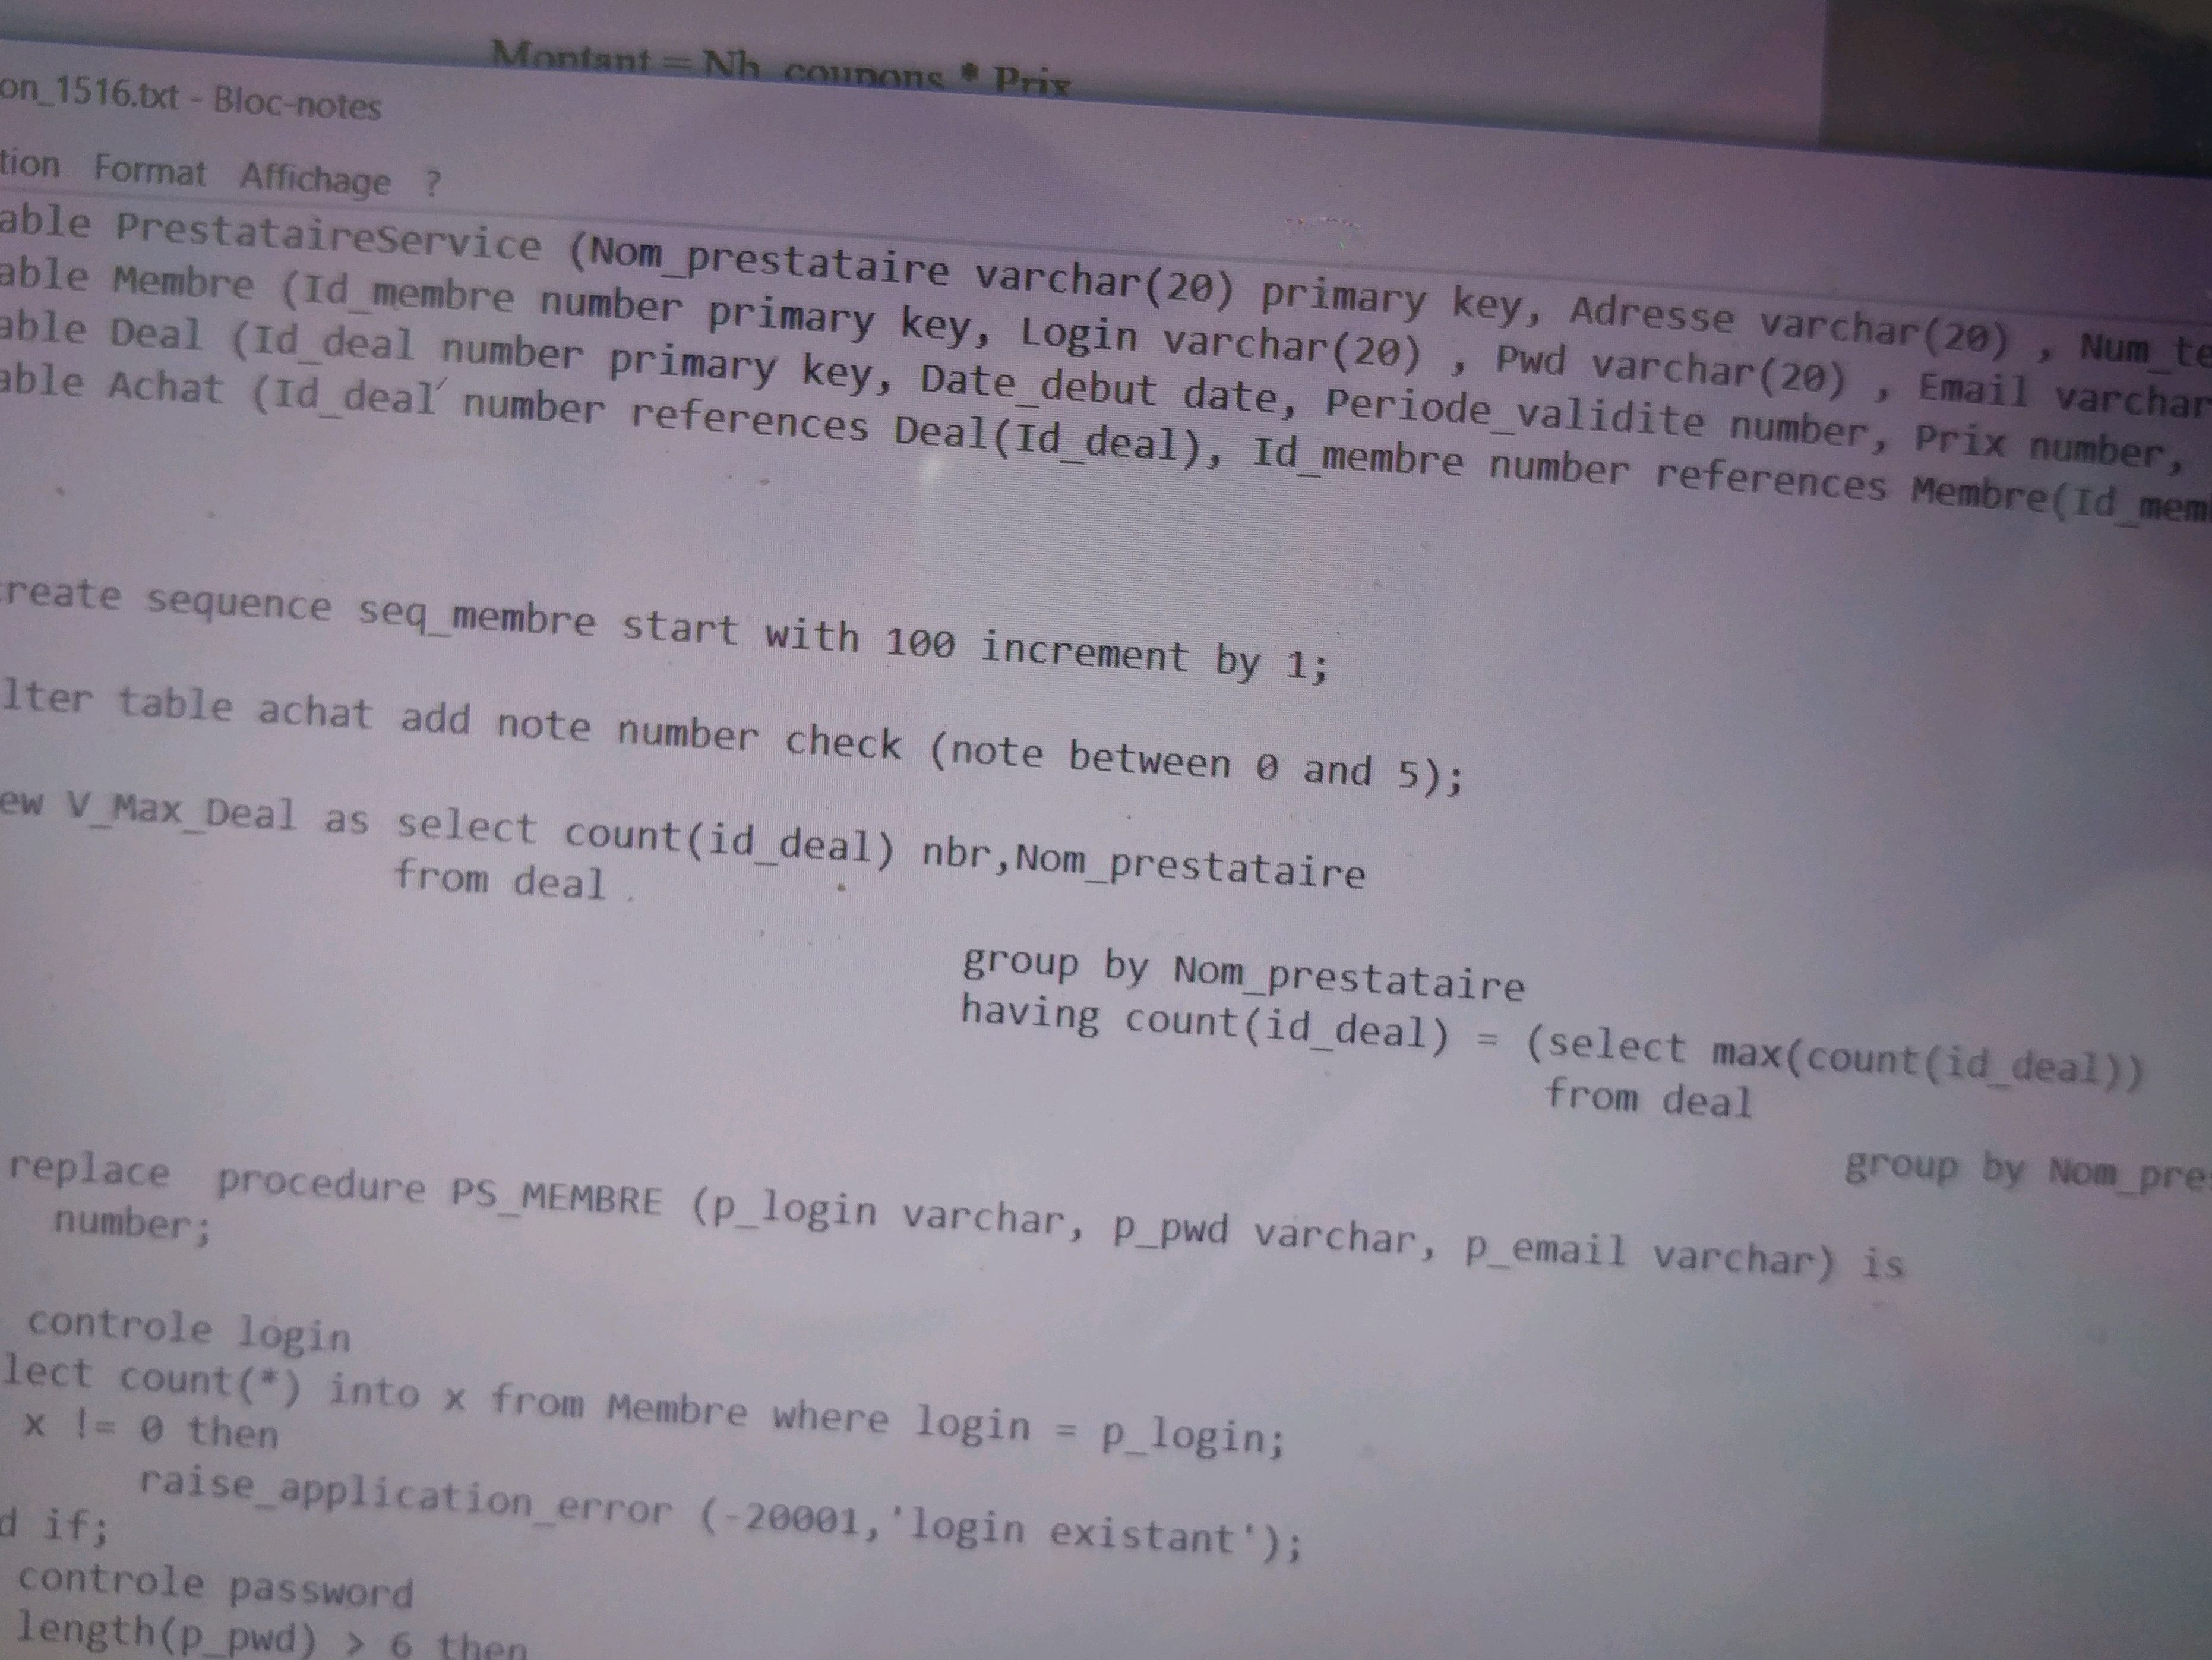 Montant = Nb_coupons * Prix
on_1516.txt - Bloc-notes
tion Format Affichage ?
able PrestataireService (Nom_prestataire varchar(20) primary key, Adresse varchar(20) , Num_te
able Membre (Id_membre number primary key, Login varchar(20) , Pwd varchar(20) , Email varchar
able Deal (Id_deal number primary key, Date_debut date, Periode_validite number, Prix number,
able Achat (Id_deal number references Deal(Id_deal), Id_membre number references Membre(Id_mem
reate sequence seq_membre start with 100 increment by 1;
lter table achat add note number check (note between 0 and 5);
ew V_Max_Deal as select count(id_deal) nbr,Nom_prestataire
from deal
group by Nom_prestataire
having count(id_deal) = (select max(count(id_deal))
from deal
group by Nom_pre
replace procedure PS_MEMBRE (p_login varchar, p_pwd varchar, p_email varchar) is
number;
controle login
lect count(*) into x from Membre where login = p_login;
x != 0 then
raise_application_error (-20001,'login existant');
d if;
controle password
length(p_pwd) > 6 then